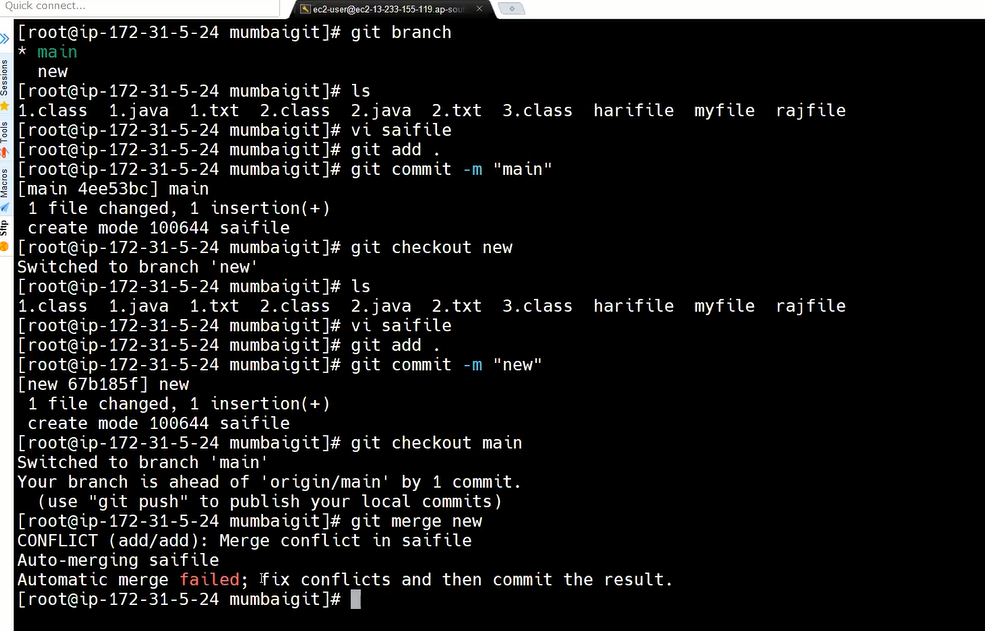 Quick connect...
ec2-user@ec2-13-233-155-119.ap-sou
Sessions
Tools
Macros
Sftp
[root@ip-172-31-5-24 mumbaigit]# git branch
* main
  new
[root@ip-172-31-5-24 mumbaigit]# ls
1.class  1.java  1.txt  2.class  2.java  2.txt  3.class  harifile  myfile  rajfile
[root@ip-172-31-5-24 mumbaigit]# vi saifile
[root@ip-172-31-5-24 mumbaigit]# git add .
[root@ip-172-31-5-24 mumbaigit]# git commit -m "main"
[main 4ee53bc] main
 1 file changed, 1 insertion(+)
 create mode 100644 saifile
[root@ip-172-31-5-24 mumbaigit]# git checkout new
Switched to branch 'new'
[root@ip-172-31-5-24 mumbaigit]# ls
1.class  1.java  1.txt  2.class  2.java  2.txt  3.class  harifile  myfile  rajfile
[root@ip-172-31-5-24 mumbaigit]# vi saifile
[root@ip-172-31-5-24 mumbaigit]# git add .
[root@ip-172-31-5-24 mumbaigit]# git commit -m "new"
[new 67b185f] new
 1 file changed, 1 insertion(+)
 create mode 100644 saifile
[root@ip-172-31-5-24 mumbaigit]# git checkout main
Switched to branch 'main'
Your branch is ahead of 'origin/main' by 1 commit.
  (use "git push" to publish your local commits)
[root@ip-172-31-5-24 mumbaigit]# git merge new
CONFLICT (add/add): Merge conflict in saifile
Auto-merging saifile
Automatic merge failed; fix conflicts and then commit the result.
[root@ip-172-31-5-24 mumbaigit]#